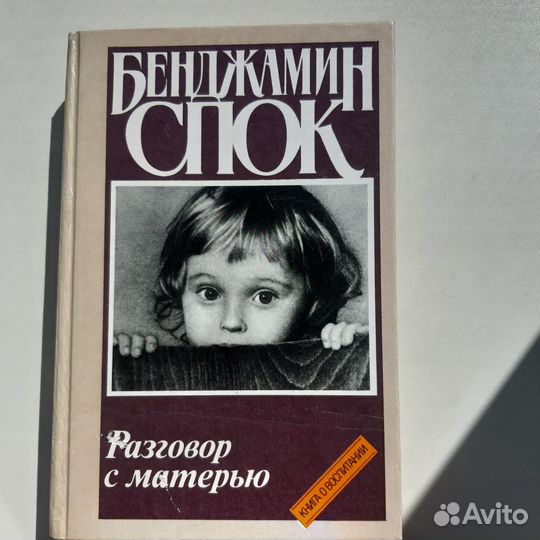 БЕНДЖАМИН
СПОК
Разговор
с матерью
КНИГА О ВОСПИТАНИИ
Avito